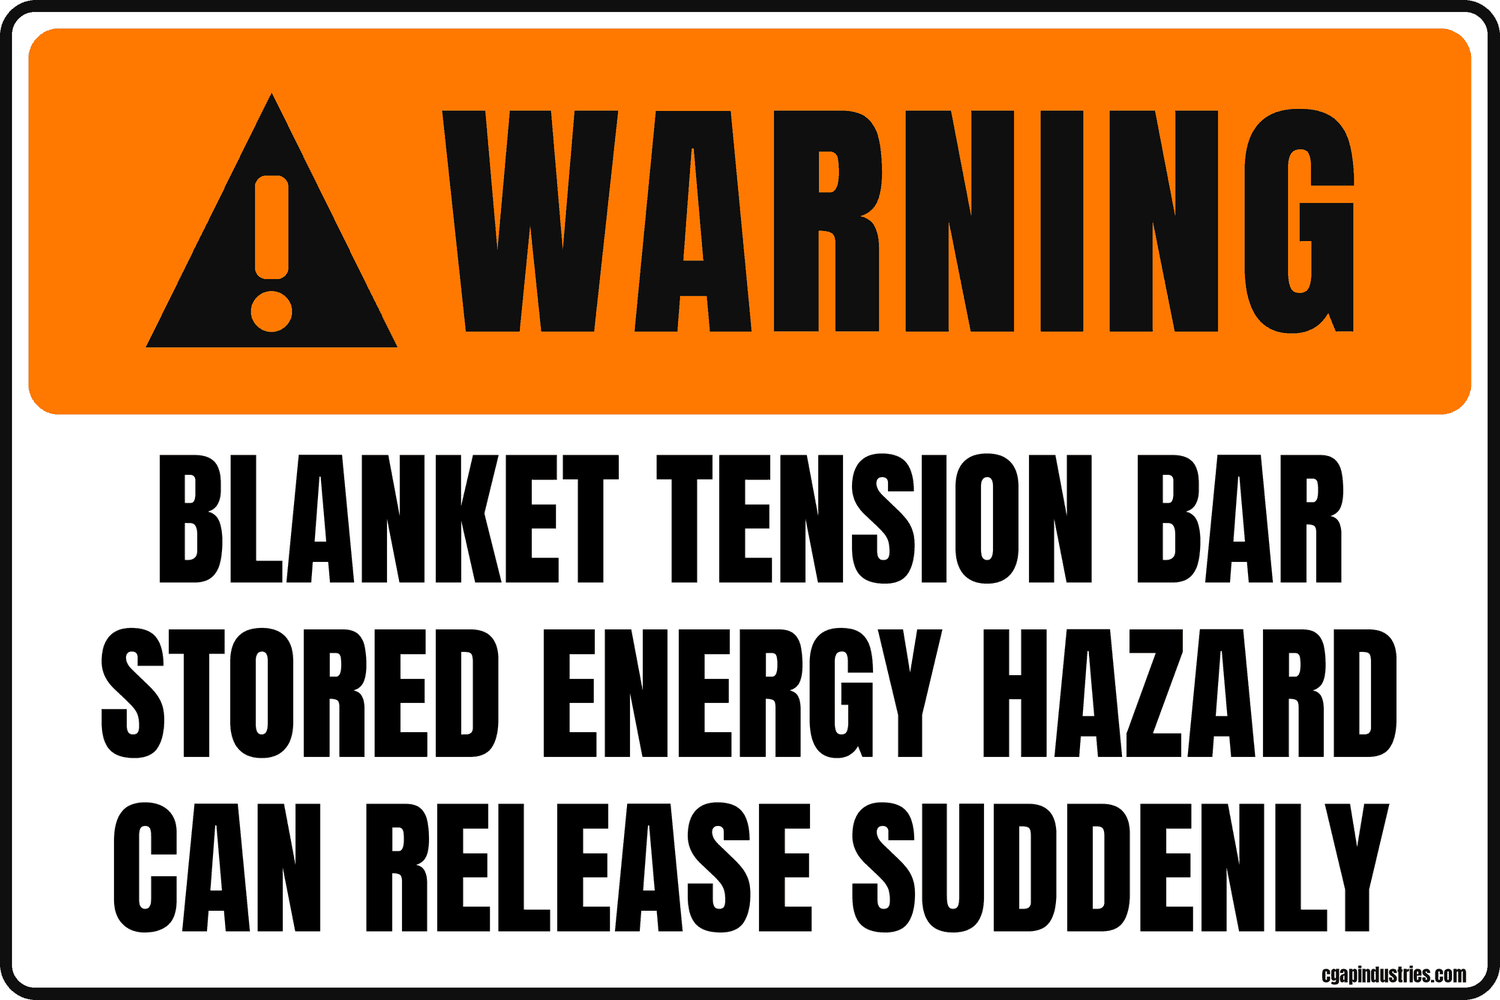 WARNING
BLANKET TENSION BAR
STORED ENERGY HAZARD
CAN RELEASE SUDDENLY
cgapindustries.com